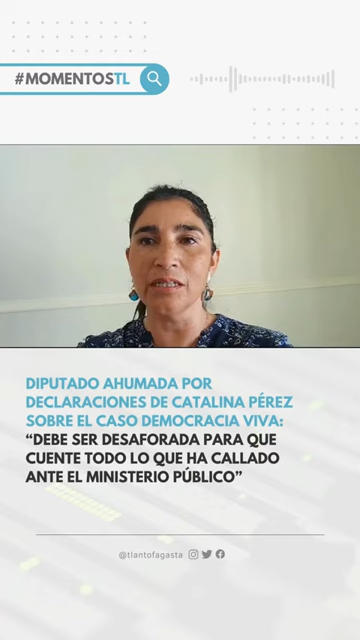 #MOMENTOSTL
DIPUTADO AHUMADA POR
DECLARACIONES DE CATALINA PÉREZ
SOBRE EL CASO DEMOCRACIA VIVA:
“DEBE SER DESAFORADA PARA QUE
CUENTE TODO LO QUE HA CALLADO
ANTE EL MINISTERIO PÚBLICO”
@tlantofagasta